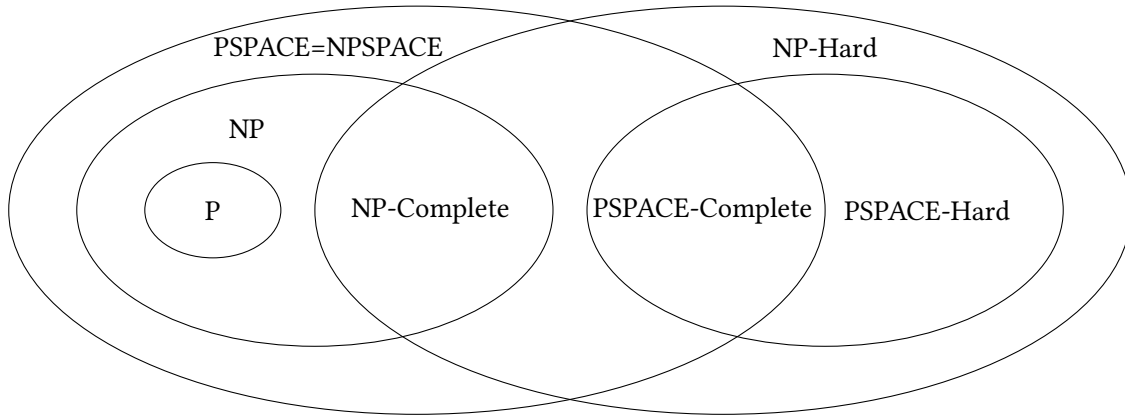 PSPACE=NPSPACE
NP-Hard
NP
P
NP-Complete
PSPACE-Complete
PSPACE-Hard